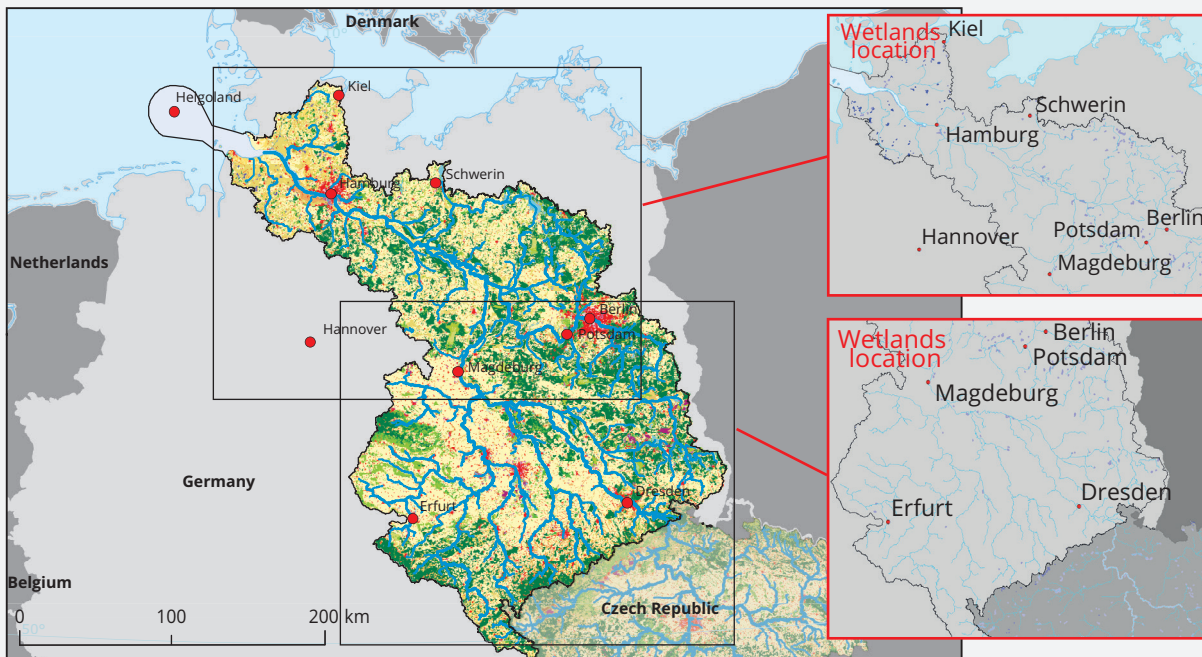 Denmark
Helgoland
Kiel
Schwerin
Hamburg
Netherlands
Hannover
Berlin
Potsdam
Magdeburg
Germany
Dresden
Erfurt
Belgium
Czech Republic
0
100
200 km
50°
Wetlands
location
Kiel
Schwerin
Hamburg
Hannover
Berlin
Potsdam
Magdeburg
Wetlands
location
Berlin
Potsdam
Magdeburg
Dresden
Erfurt